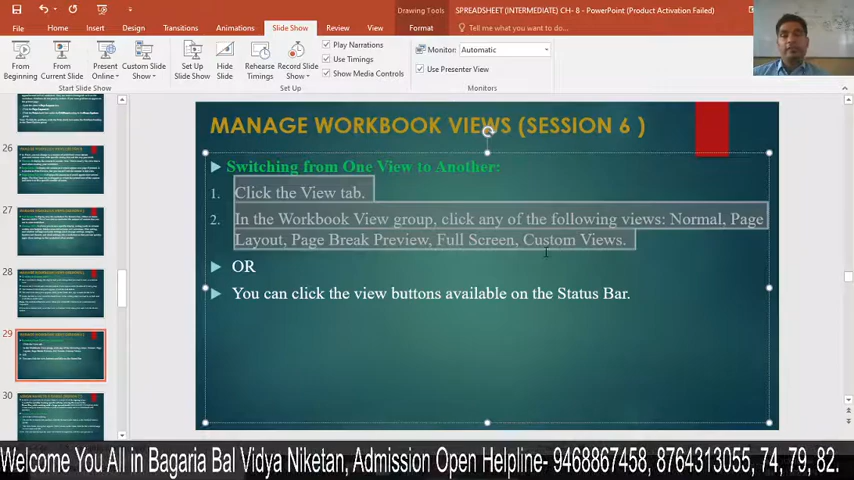 Drawing Tools
SPREADSHEET (INTERMEDIATE) CH- 8 - PowerPoint (Product Activation Failed)
File Home Insert Design Transitions Animations Slide Show Review View Format Tell me what you want to do...
From Beginning
From Current Slide
Present Online
Custom Slide Show
Set Up Slide Show
Hide Slide
Rehearse Timings
Record Slide Show
Play Narrations
Use Timings
Show Media Controls
Monitor: Automatic
Use Presenter View
Start Slide Show
Set Up
Monitors
26
27
28
29
30
MANAGE WORKBOOK VIEWS (SESSION 6 )
Switching from One View to Another:
1. Click the View tab.
2. In the Workbook View group, click any of the following views: Normal, Page
Layout, Page Break Preview, Full Screen, Custom Views.
OR
You can click the view buttons available on the Status Bar.
Welcome You All in Bagaria Bal Vidya Niketan, Admission Open Helpline- 9468867458, 8764313055, 74, 79, 82.